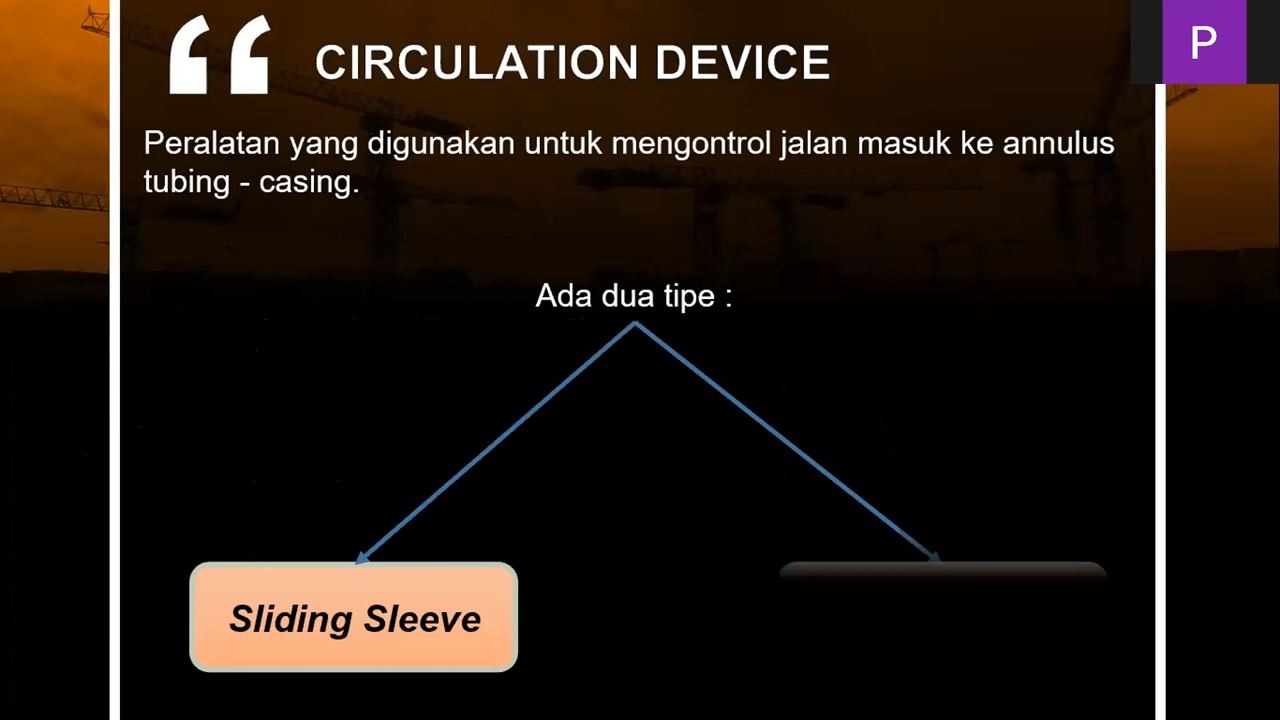 CIRCULATION DEVICE
P
Peralatan yang digunakan untuk mengontrol jalan masuk ke annulus
tubing - casing.
Ada dua tipe :
Sliding Sleeve